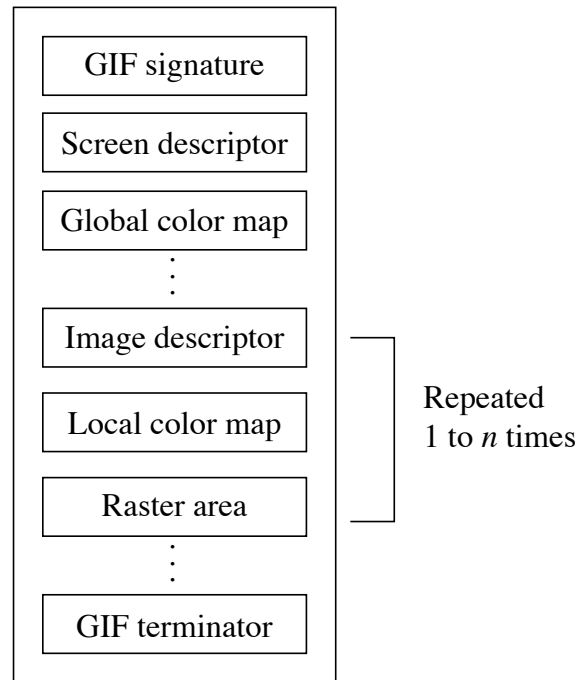 GIF signature
Screen descriptor
Global color map
Image descriptor
Local color map
Raster area
GIF terminator
Repeated
1 to n times